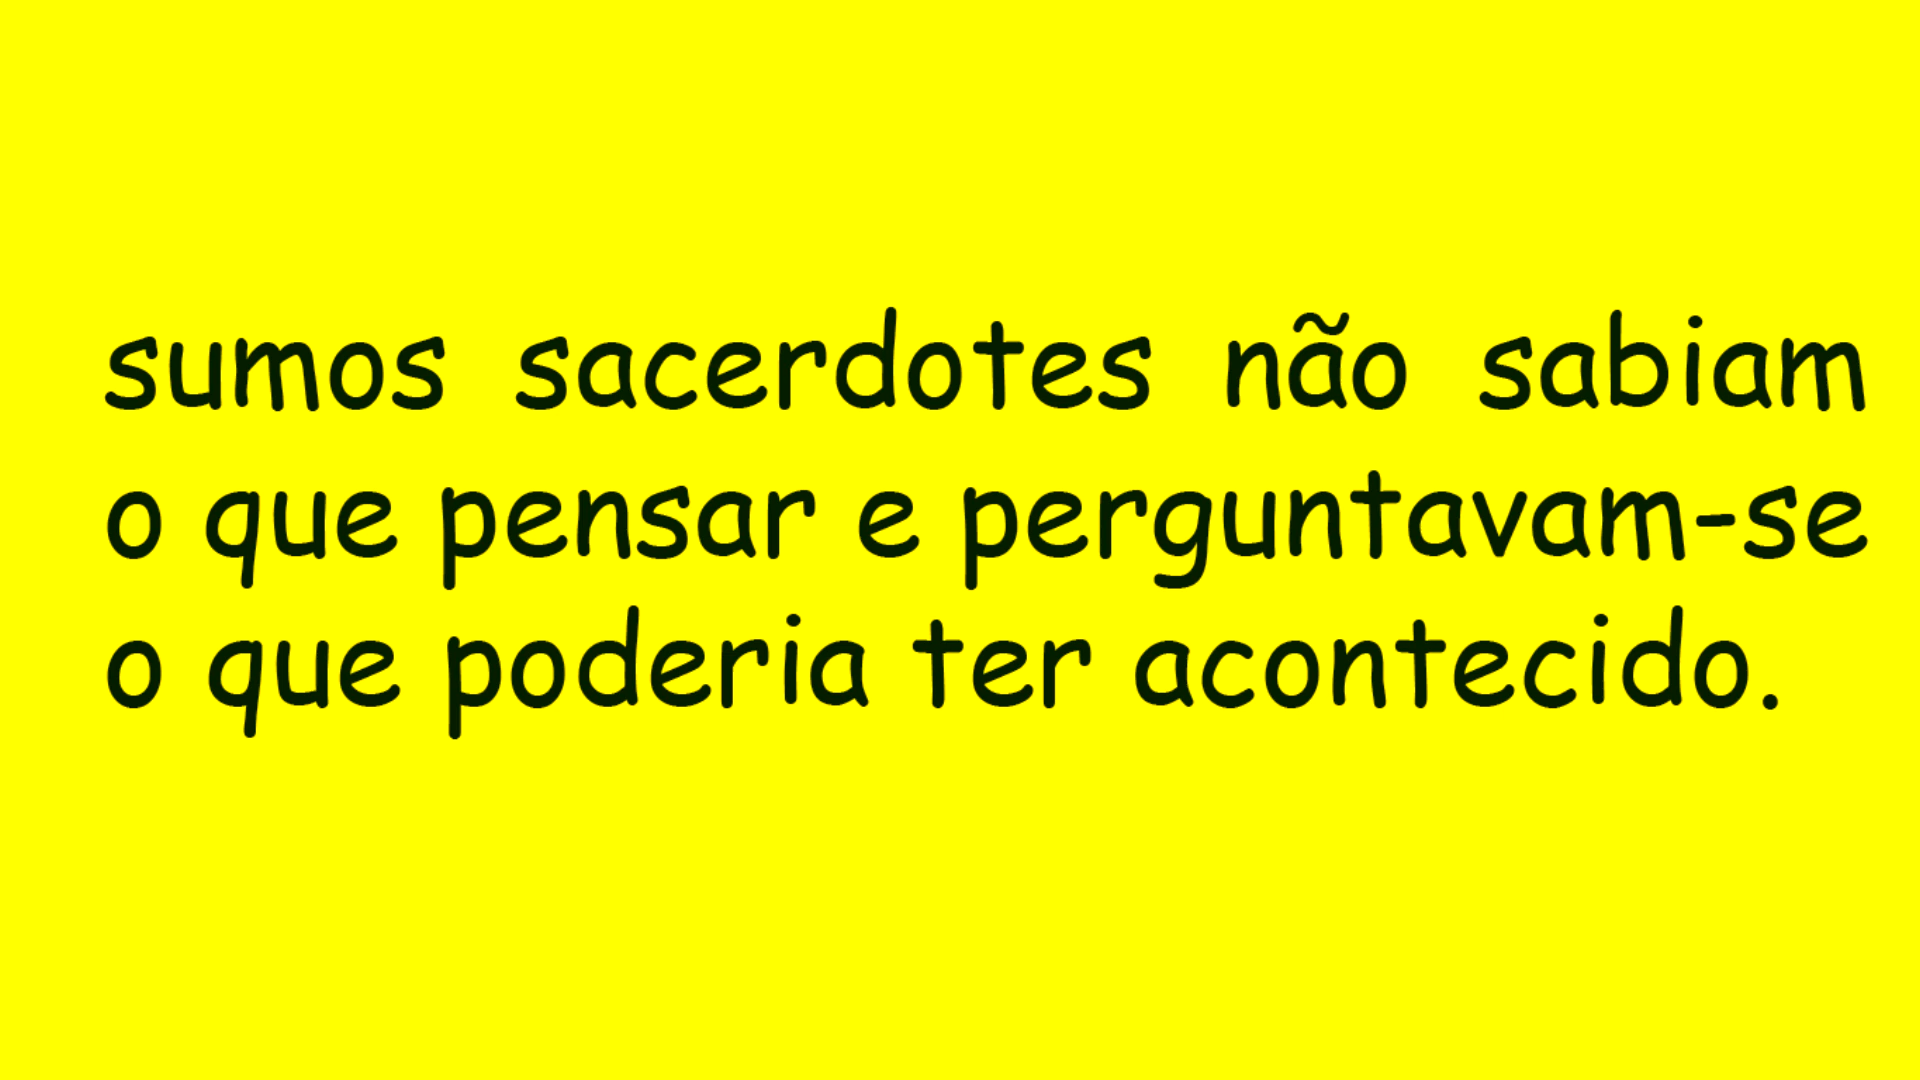 sumos sacerdotes não sabiam
o que pensar e perguntavam-se
o que poderia ter acontecido.